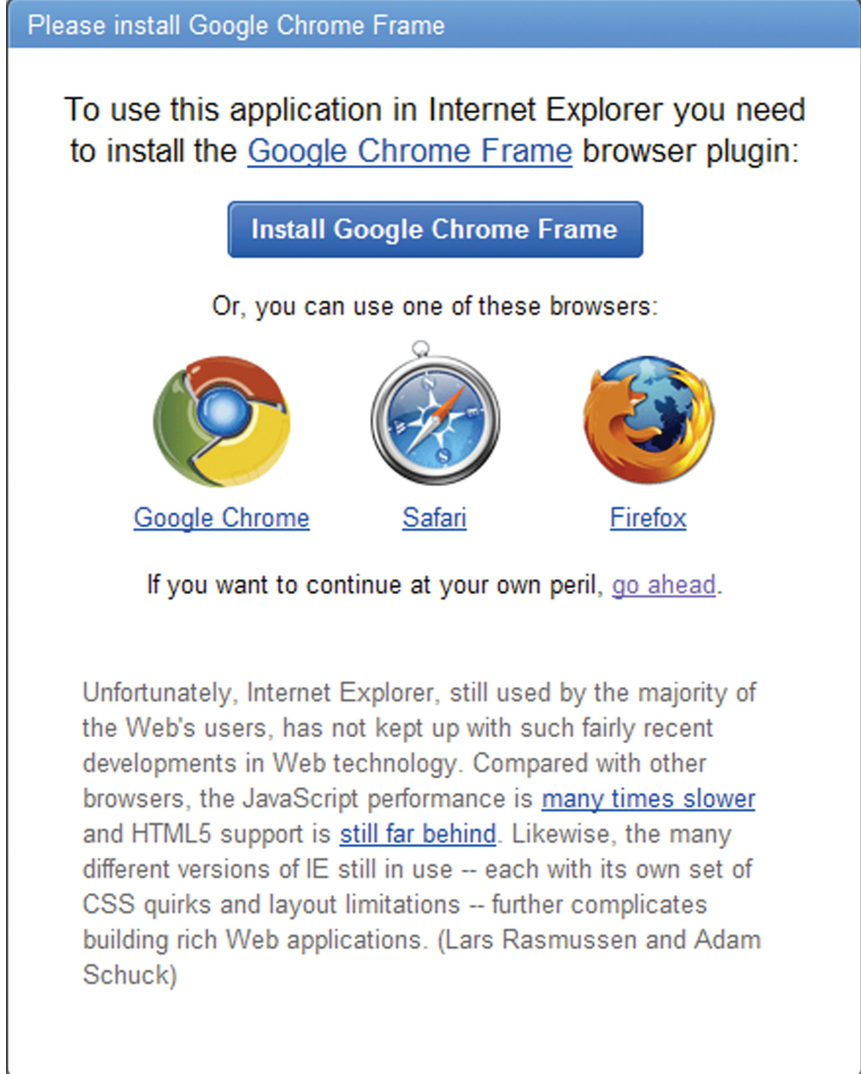 Please install Google Chrome Frame
To use this application in Internet Explorer you need
to install the Google Chrome Frame browser plugin:
Install Google Chrome Frame
Or, you can use one of these browsers:
N
W
E
S
Google Chrome
Safari
Firefox
If you want to continue at your own peril, go ahead.
Unfortunately, Internet Explorer, still used by the majority of
the Web's users, has not kept up with such fairly recent
developments in Web technology. Compared with other
browsers, the JavaScript performance is many times slower
and HTML5 support is still far behind. Likewise, the many
different versions of IE still in use -- each with its own set of
CSS quirks and layout limitations -- further complicates
building rich Web applications. (Lars Rasmussen and Adam
Schuck)